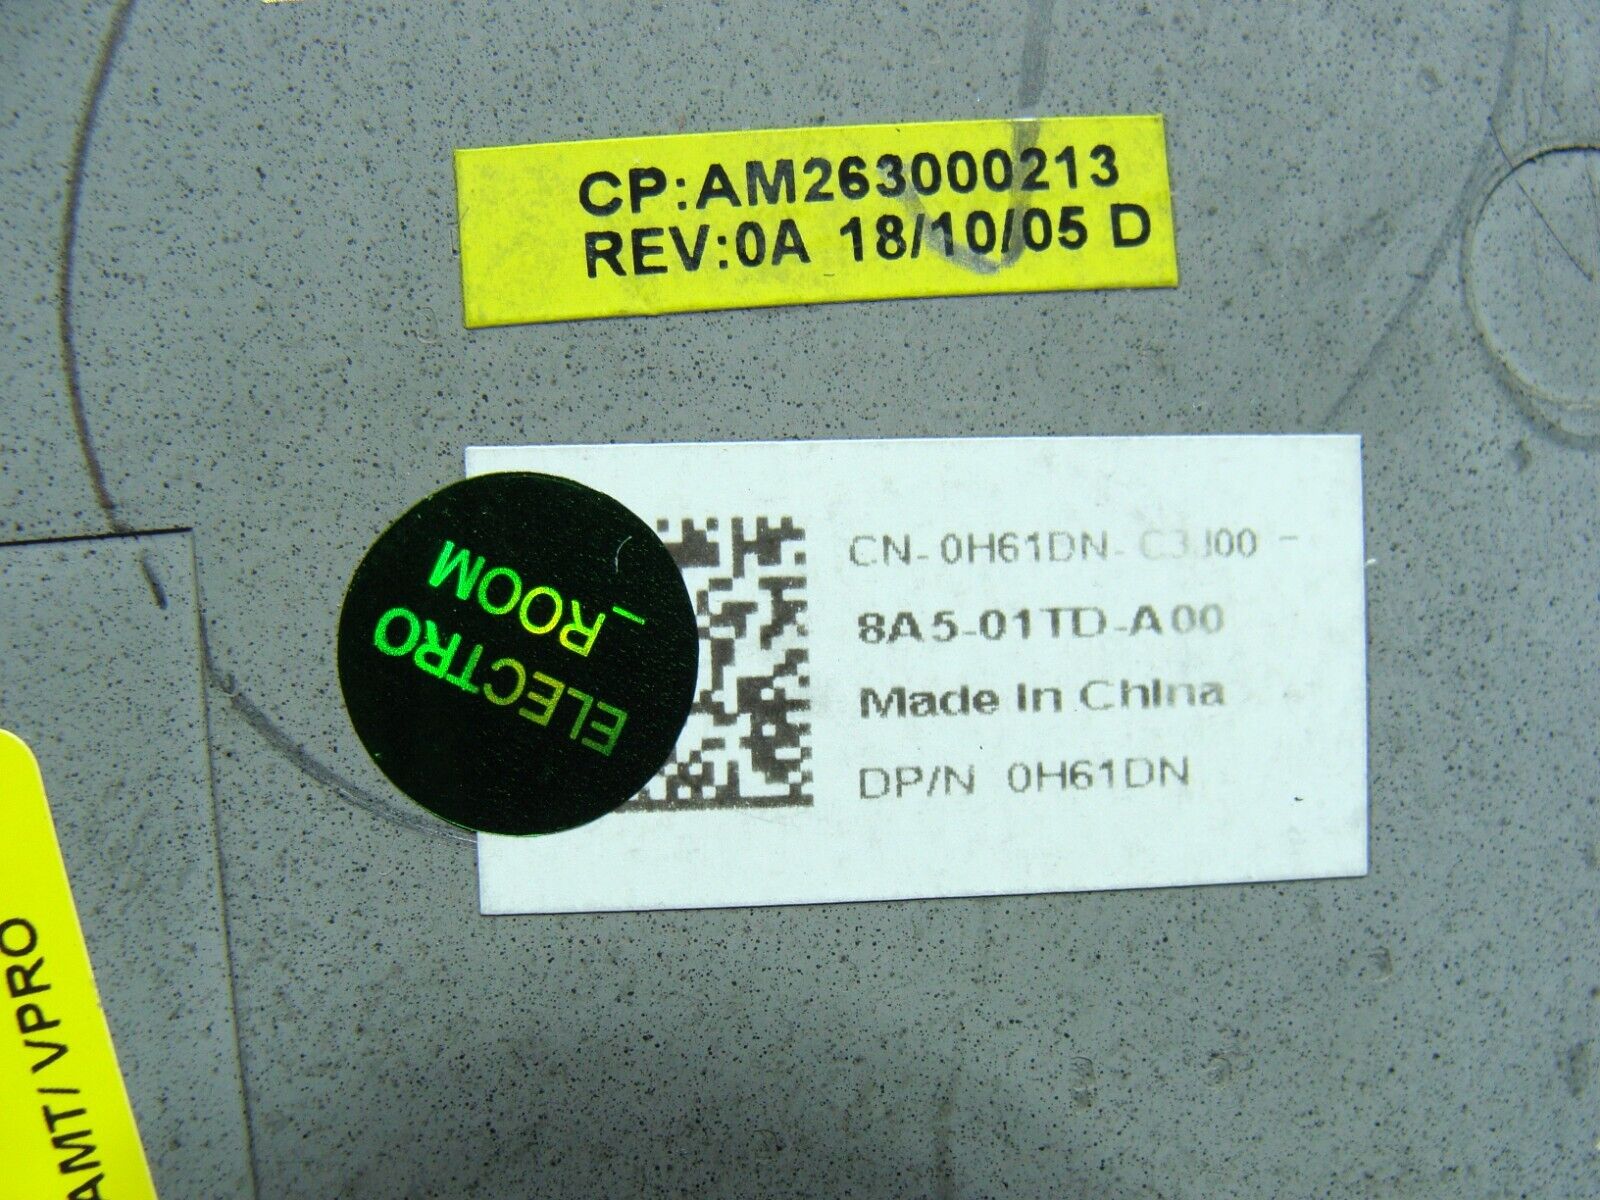 CP:AM263000213
REV:0A 18/10/05 D
ELECTRO
_ROOM
CN-0H61DN-C3J00-
8A5-01TD-A00
Made In China
DP/N 0H61DN
AMT/ VPRO